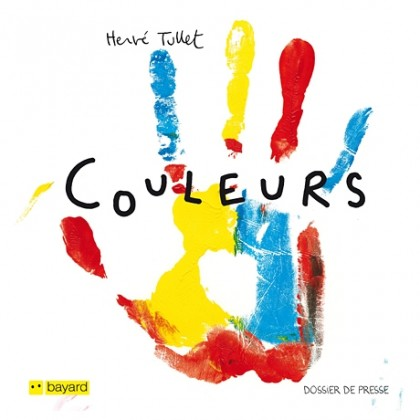 Hervé Tullet
COULEURS
bayard
DOSSIER DE PRESSE